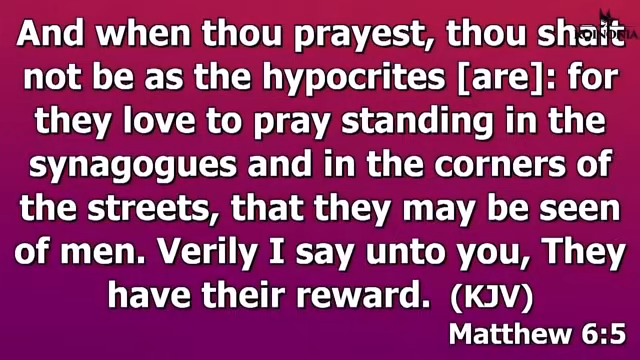 And when thou prayest, thou shalt
not be as the hypocrites [are]: for
they love to pray standing in the
synagogues and in the corners of
the streets, that they may be seen
of men. Verily I say unto you, They
have their reward. (KJV)
Matthew 6:5
KOINONIA